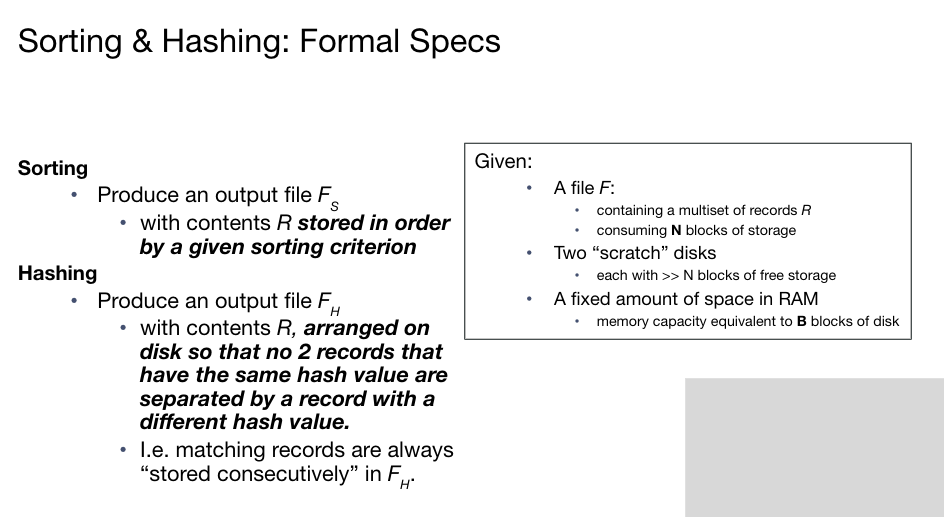 Sorting & Hashing: Formal Specs
Sorting
• Produce an output file F_S
• with contents R stored in order
by a given sorting criterion
Hashing
• Produce an output file F_H
• with contents R, arranged on
disk so that no 2 records that
have the same hash value are
separated by a record with a
different hash value.
• I.e. matching records are always
“stored consecutively” in F_H.
Given:
• A file F:
• containing a multiset of records R
• consuming N blocks of storage
• Two “scratch” disks
• each with >> N blocks of free storage
• A fixed amount of space in RAM
• memory capacity equivalent to B blocks of disk